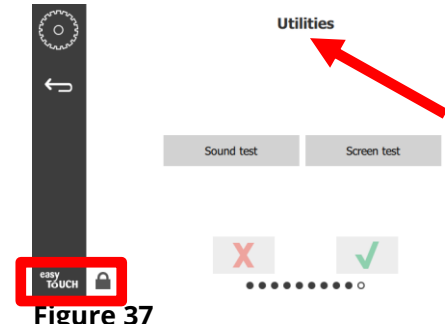 Utilities
Sound test Screen test
X
easy
TOUCH
Figure 37